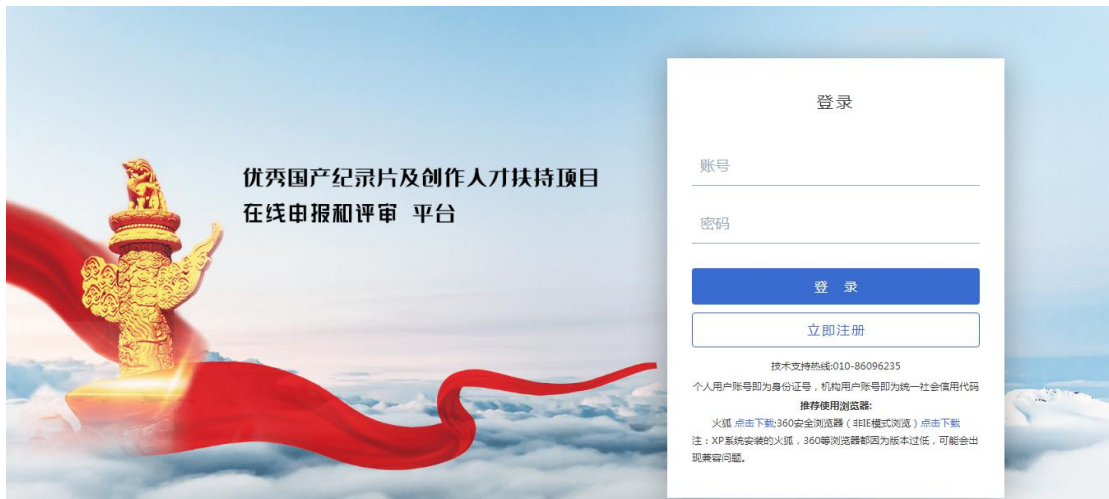 优秀国产纪录片及创作人才扶持项目
在线申报和评审 平台
登录
账号
密码
登 录
立即注册
技术支持热线:010-86096235
个人用户账号即为身份证号，机构用户账号即为统一社会信用代码
推荐使用浏览器:
火狐 点击下载;360安全浏览器（非IE模式浏览）点击下载
注：XP系统安装的火狐，360等浏览器都因为版本过低，可能会出
现兼容问题。